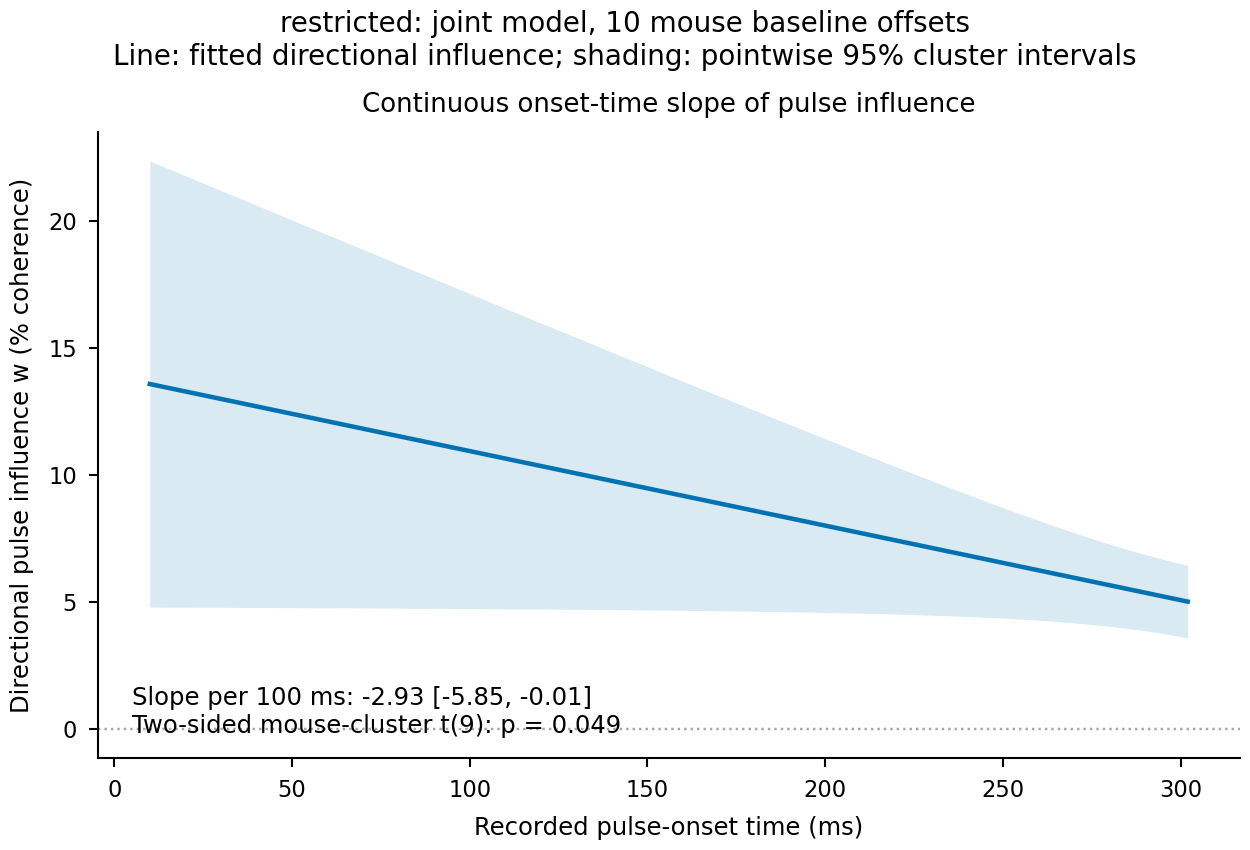 restricted: joint model, 10 mouse baseline offsets
Line: fitted directional influence; shading: pointwise 95% cluster intervals
Continuous onset-time slope of pulse influence
Directional pulse influence w (% coherence)
20
15
10
5
0
Slope per 100 ms: -2.93 [-5.85, -0.01]
Two-sided mouse-cluster t(9): p = 0.049
0
50
100
150
200
250
300
Recorded pulse-onset time (ms)